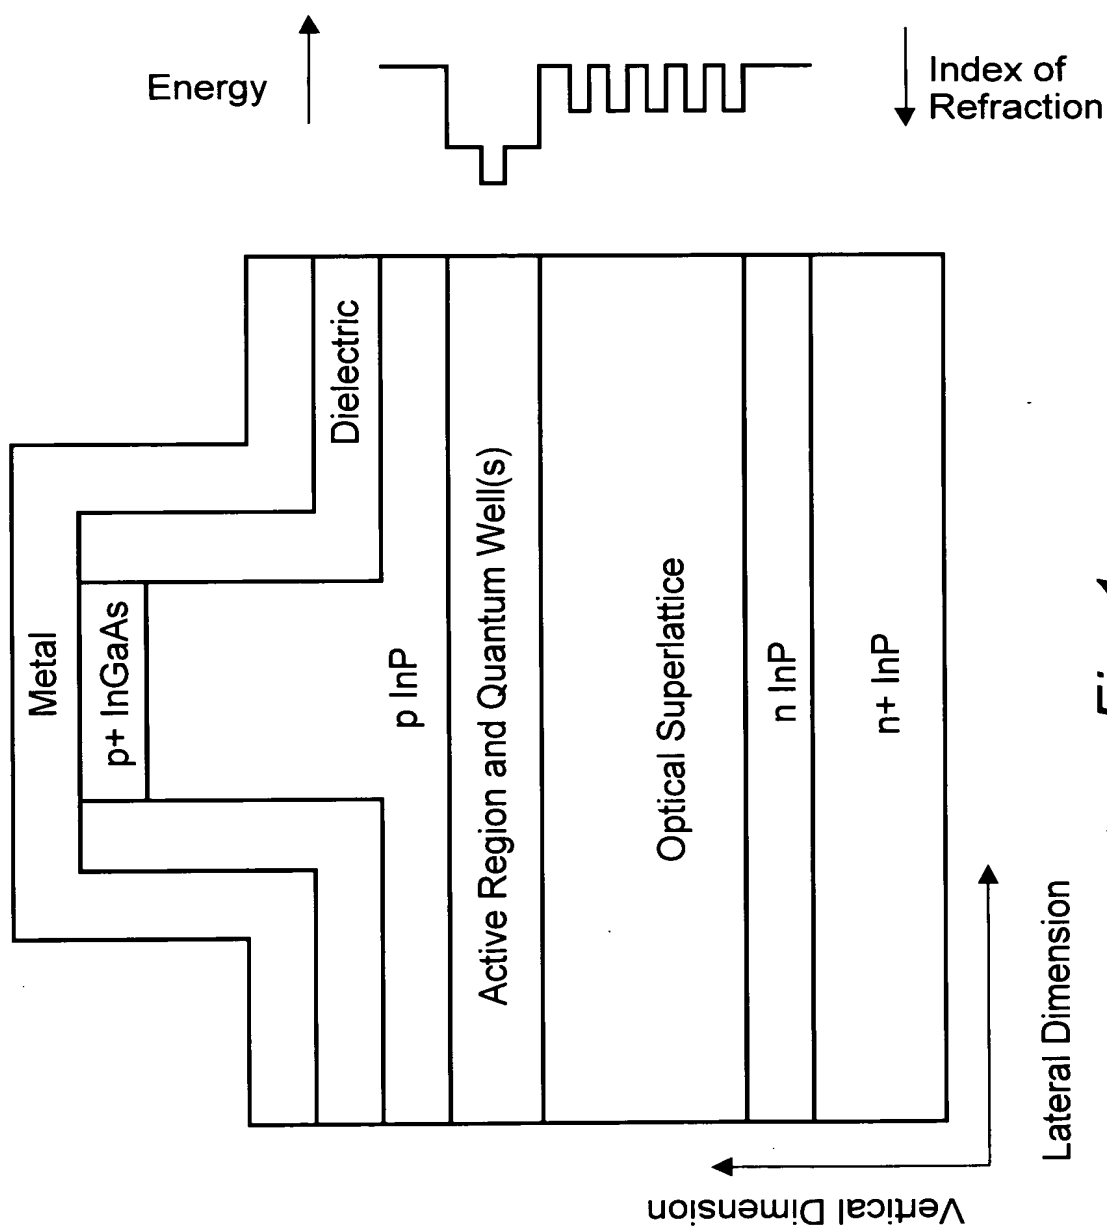 Energy
Index of
Refraction
Metal
p+ InGaAs
Dielectric
p InP
Active Region and Quantum Well(s)
Optical Superlattice
n InP
n+ InP
Vertical Dimension
Lateral Dimension